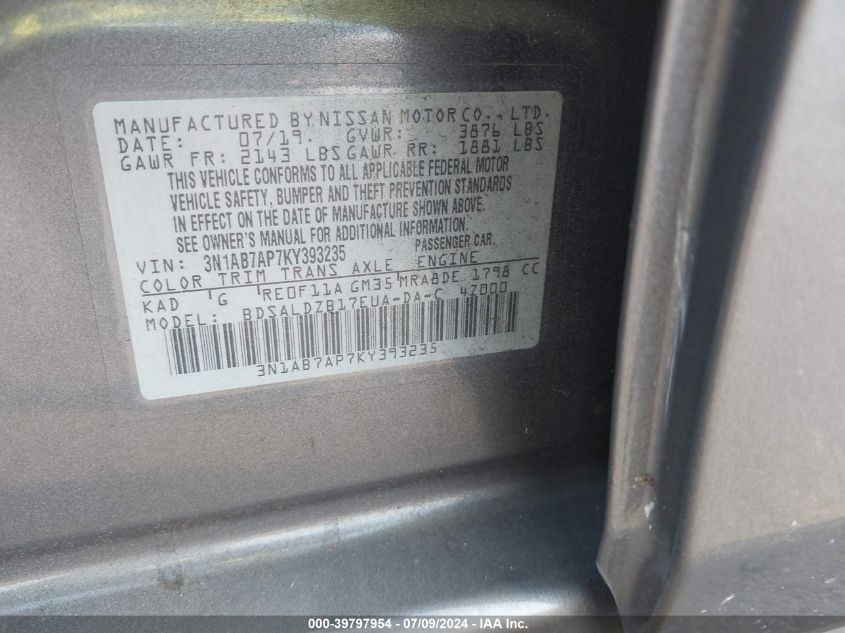 MANUFACTURED BY NISSAN MOTOR CO., LTD.
DATE: 07/19. GVWR: 3876 LBS
GAWR FR: 2143 LBS GAWR RR: 1881 LBS
THIS VEHICLE CONFORMS TO ALL APPLICABLE FEDERAL MOTOR
VEHICLE SAFETY, BUMPER AND THEFT PREVENTION STANDARDS
IN EFFECT ON THE DATE OF MANUFACTURE SHOWN ABOVE.
SEE OWNER'S MANUAL FOR ADDITIONAL INFORMATION.
VIN: 3N1AB7AP7KY393235 PASSENGER CAR.
COLOR TRIM TRANS AXLE ENGINE
KAD G RE0F11A GM35 MRA8DE 1798 CC
MODEL: BDSALDZB17EUA-DA-C 4Z000
3N1AB7AP7KY393235
000-39797954 / 07/09/2024 - IAA Inc.